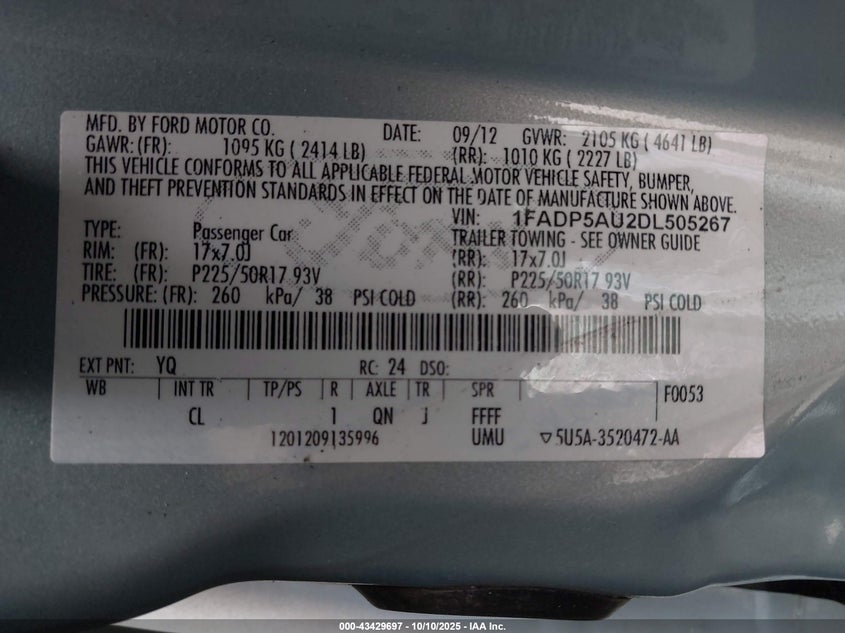 MFD. BY FORD MOTOR CO. DATE: 09/12 GVWR: 2105 KG ( 4641 LB)
GAWR: (FR): 1095 KG ( 2414 LB) (RR): 1010 KG ( 2227 LB)
THIS VEHICLE CONFORMS TO ALL APPLICABLE FEDERAL MOTOR VEHICLE SAFETY, BUMPER,
AND THEFT PREVENTION STANDARDS IN EFFECT ON THE DATE OF MANUFACTURE SHOWN ABOVE.
VIN: 1FADP5AU2DL505267
TYPE: Passenger Car TRAILER TOWING - SEE OWNER GUIDE
RIM: (FR): 17x7.0J (RR): 17x7.0J
TIRE: (FR): P225/50R17 93V (RR): P225/50R17 93V
PRESSURE: (FR): 260 kPa/ 38 PSI COLD (RR): 260 kPa/ 38 PSI COLD
EXT PNT: YQ RC: 24 DSO:
WB INT TR TP/PS R AXLE TR SPR F0053
CL 1 QN J FFFF
1201209135996 UMU ▽5U5A-3520472-AA
000-43429697 - 10/10/2025 - IAA Inc.